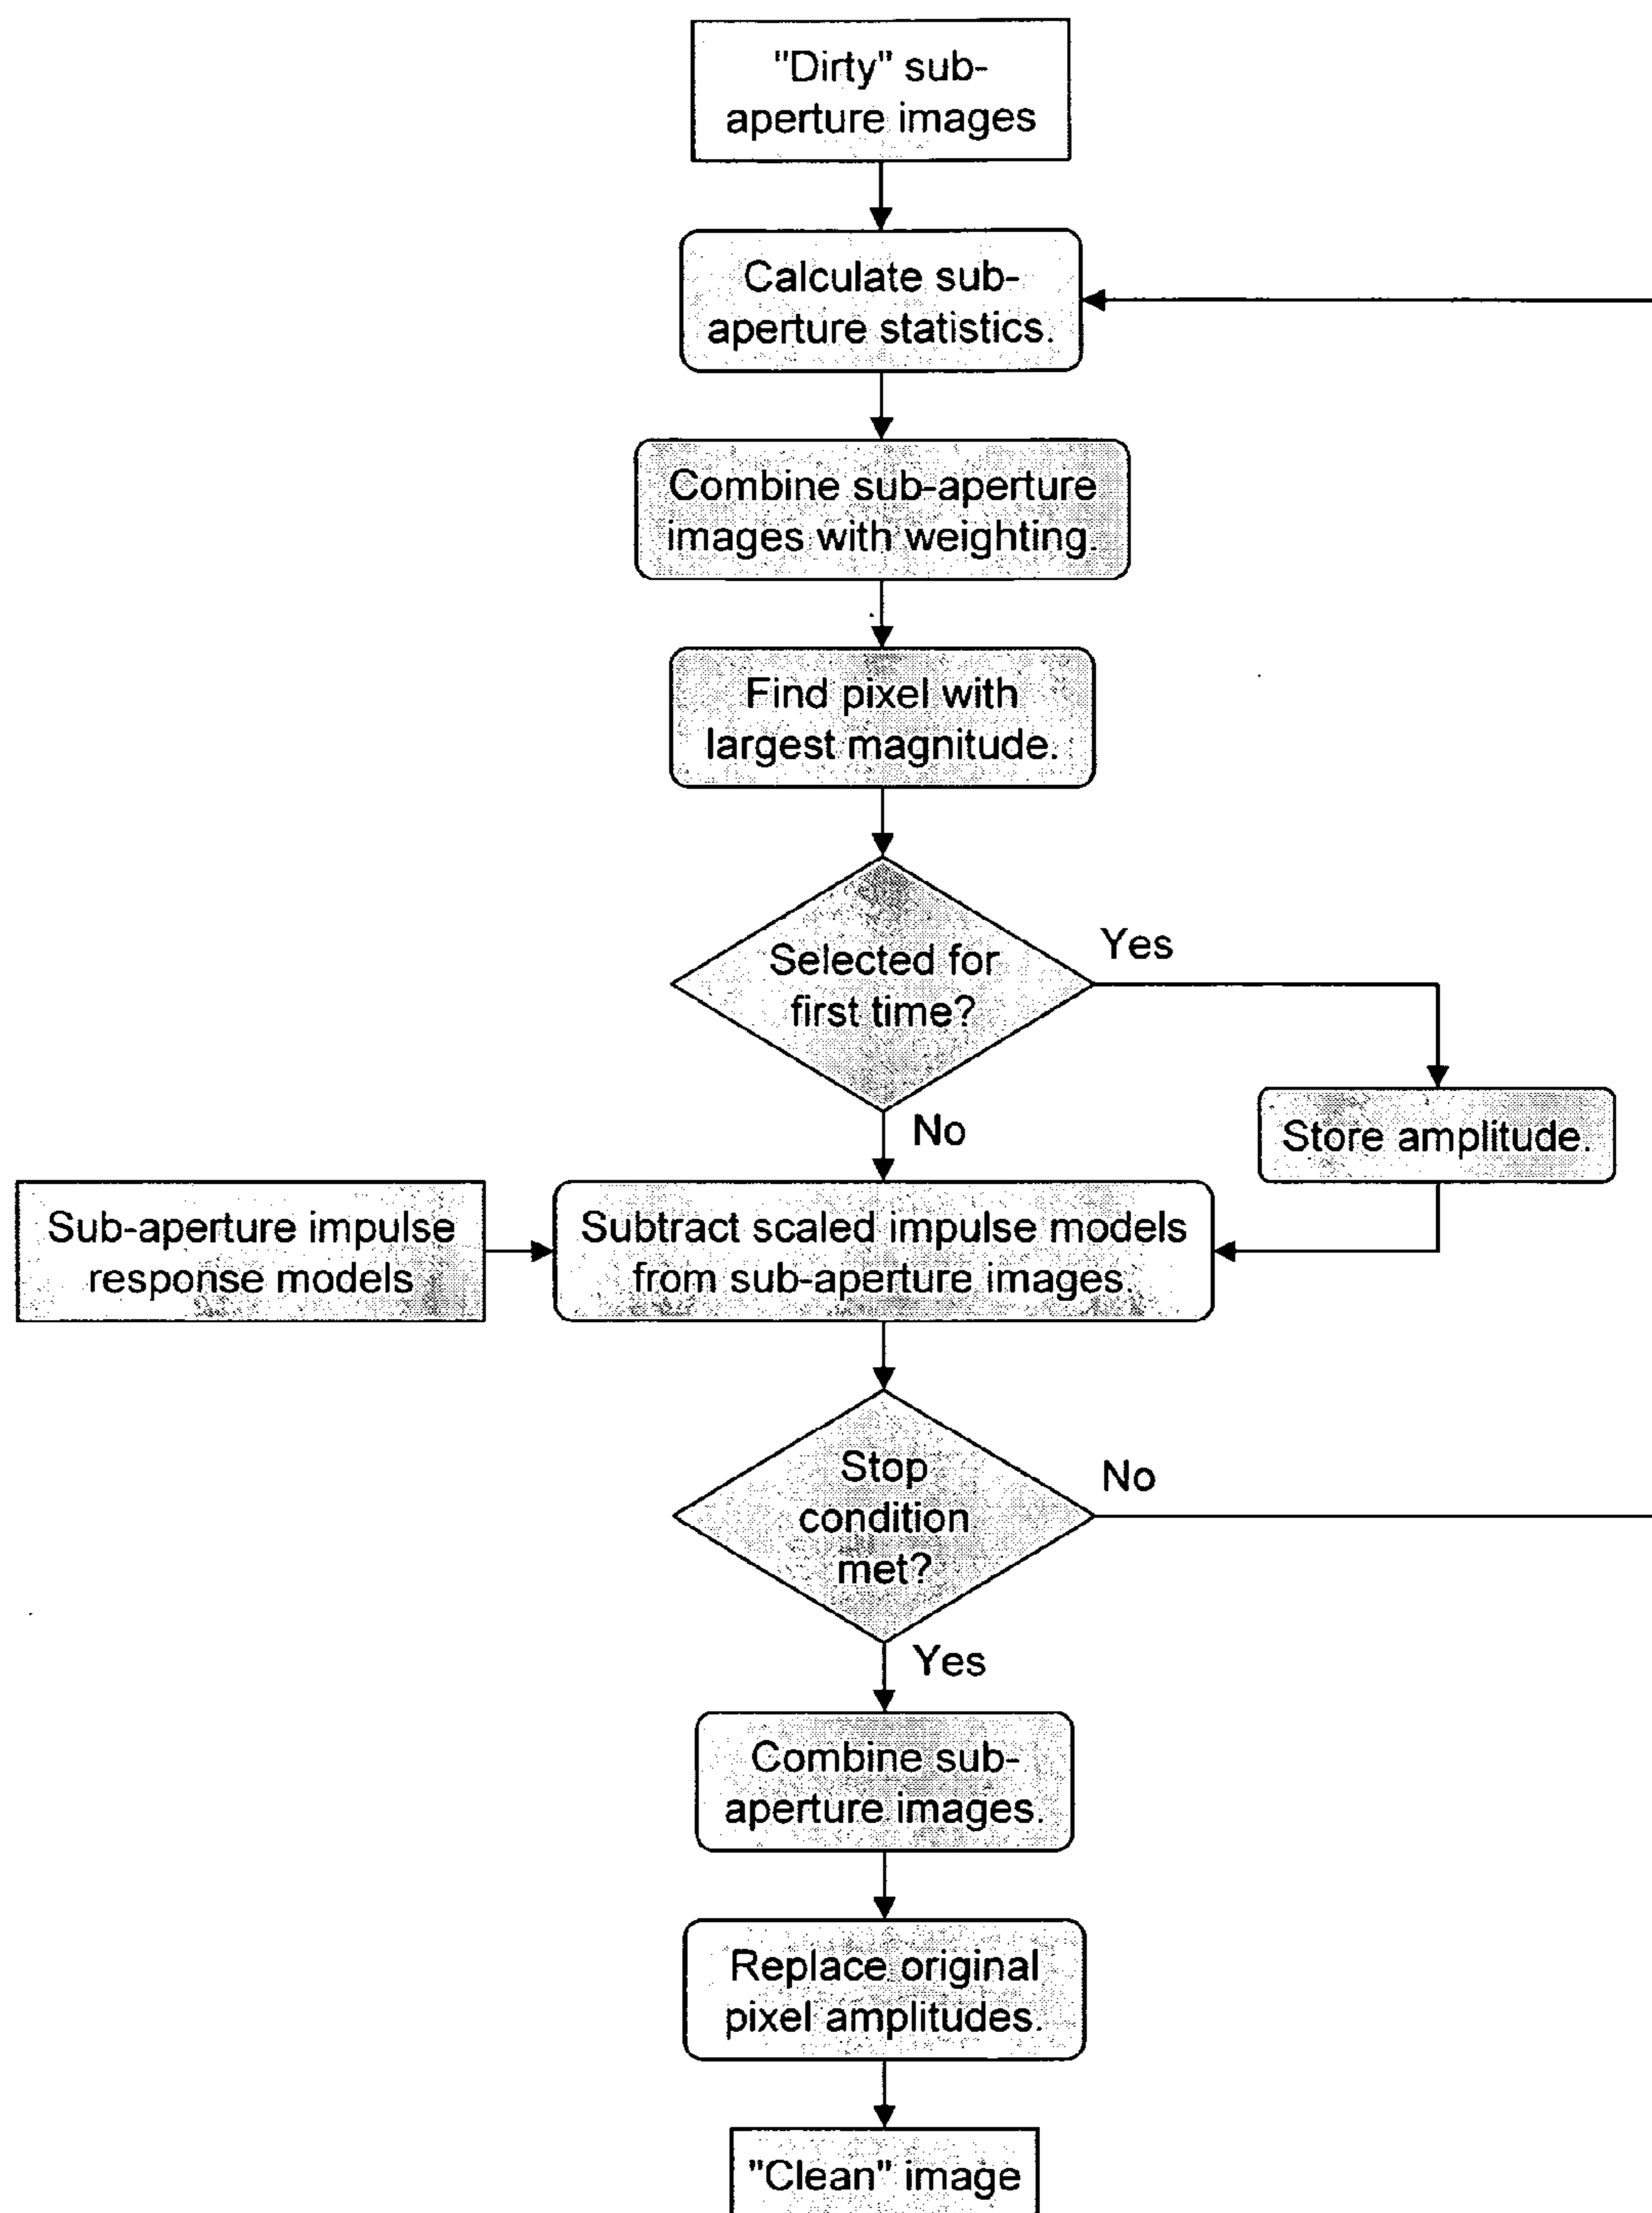 "Dirty" sub-
aperture images
Calculate sub-
aperture statistics.
Combine sub-aperture
images with weighting.
Find pixel with
largest magnitude.
Selected for
first time?
Yes
No
Store amplitude.
Sub-aperture impulse
response models
Subtract scaled impulse models
from sub-aperture images.
Stop
condition
met?
No
Yes
Combine sub-
aperture images.
Replace original
pixel amplitudes.
"Clean" image